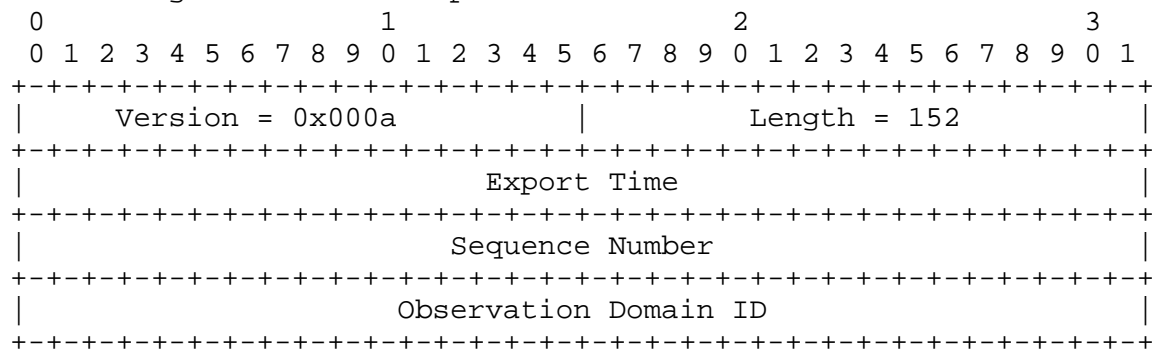 0                   1                   2                   3
0 1 2 3 4 5 6 7 8 9 0 1 2 3 4 5 6 7 8 9 0 1 2 3 4 5 6 7 8 9 0 1
+-+-+-+-+-+-+-+-+-+-+-+-+-+-+-+-+-+-+-+-+-+-+-+-+-+-+-+-+-+-+-+-+
|     Version = 0x000a          |         Length = 152          |
+-+-+-+-+-+-+-+-+-+-+-+-+-+-+-+-+-+-+-+-+-+-+-+-+-+-+-+-+-+-+-+-+
|                          Export Time                          |
+-+-+-+-+-+-+-+-+-+-+-+-+-+-+-+-+-+-+-+-+-+-+-+-+-+-+-+-+-+-+-+-+
|                        Sequence Number                        |
+-+-+-+-+-+-+-+-+-+-+-+-+-+-+-+-+-+-+-+-+-+-+-+-+-+-+-+-+-+-+-+-+
|                     Observation Domain ID                     |
+-+-+-+-+-+-+-+-+-+-+-+-+-+-+-+-+-+-+-+-+-+-+-+-+-+-+-+-+-+-+-+-+